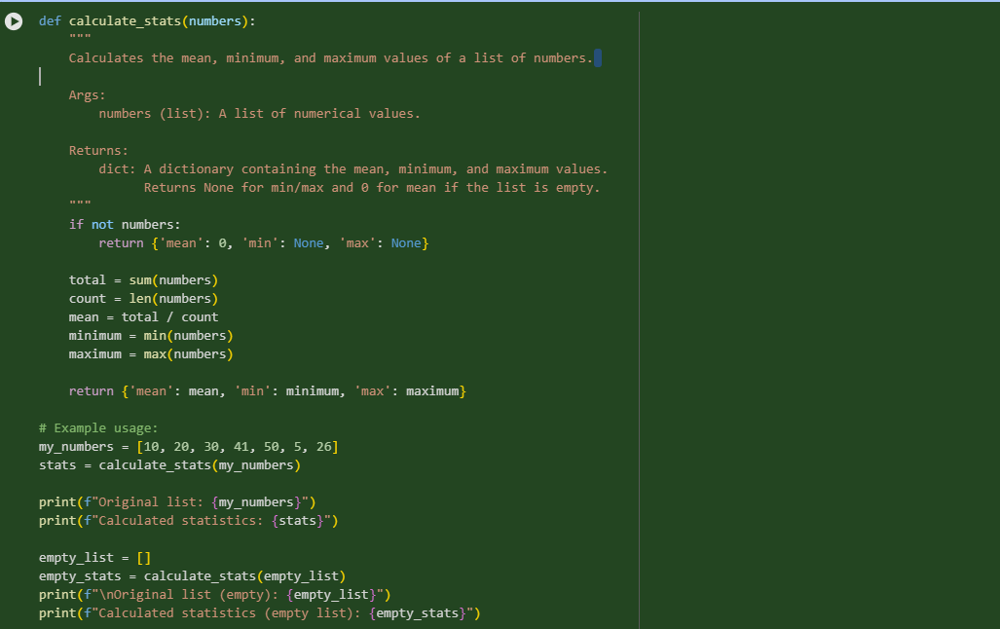 def calculate_stats(numbers):
    """
    Calculates the mean, minimum, and maximum values of a list of numbers.

    Args:
        numbers (list): A list of numerical values.

    Returns:
        dict: A dictionary containing the mean, minimum, and maximum values.
              Returns None for min/max and 0 for mean if the list is empty.
    """
    if not numbers:
        return {'mean': 0, 'min': None, 'max': None}

    total = sum(numbers)
    count = len(numbers)
    mean = total / count
    minimum = min(numbers)
    maximum = max(numbers)

    return {'mean': mean, 'min': minimum, 'max': maximum}

# Example usage:
my_numbers = [10, 20, 30, 41, 50, 5, 26]
stats = calculate_stats(my_numbers)

print(f"Original list: {my_numbers}")
print(f"Calculated statistics: {stats}")

empty_list = []
empty_stats = calculate_stats(empty_list)
print(f"\nOriginal list (empty): {empty_list}")
print(f"Calculated statistics (empty list): {empty_stats}")